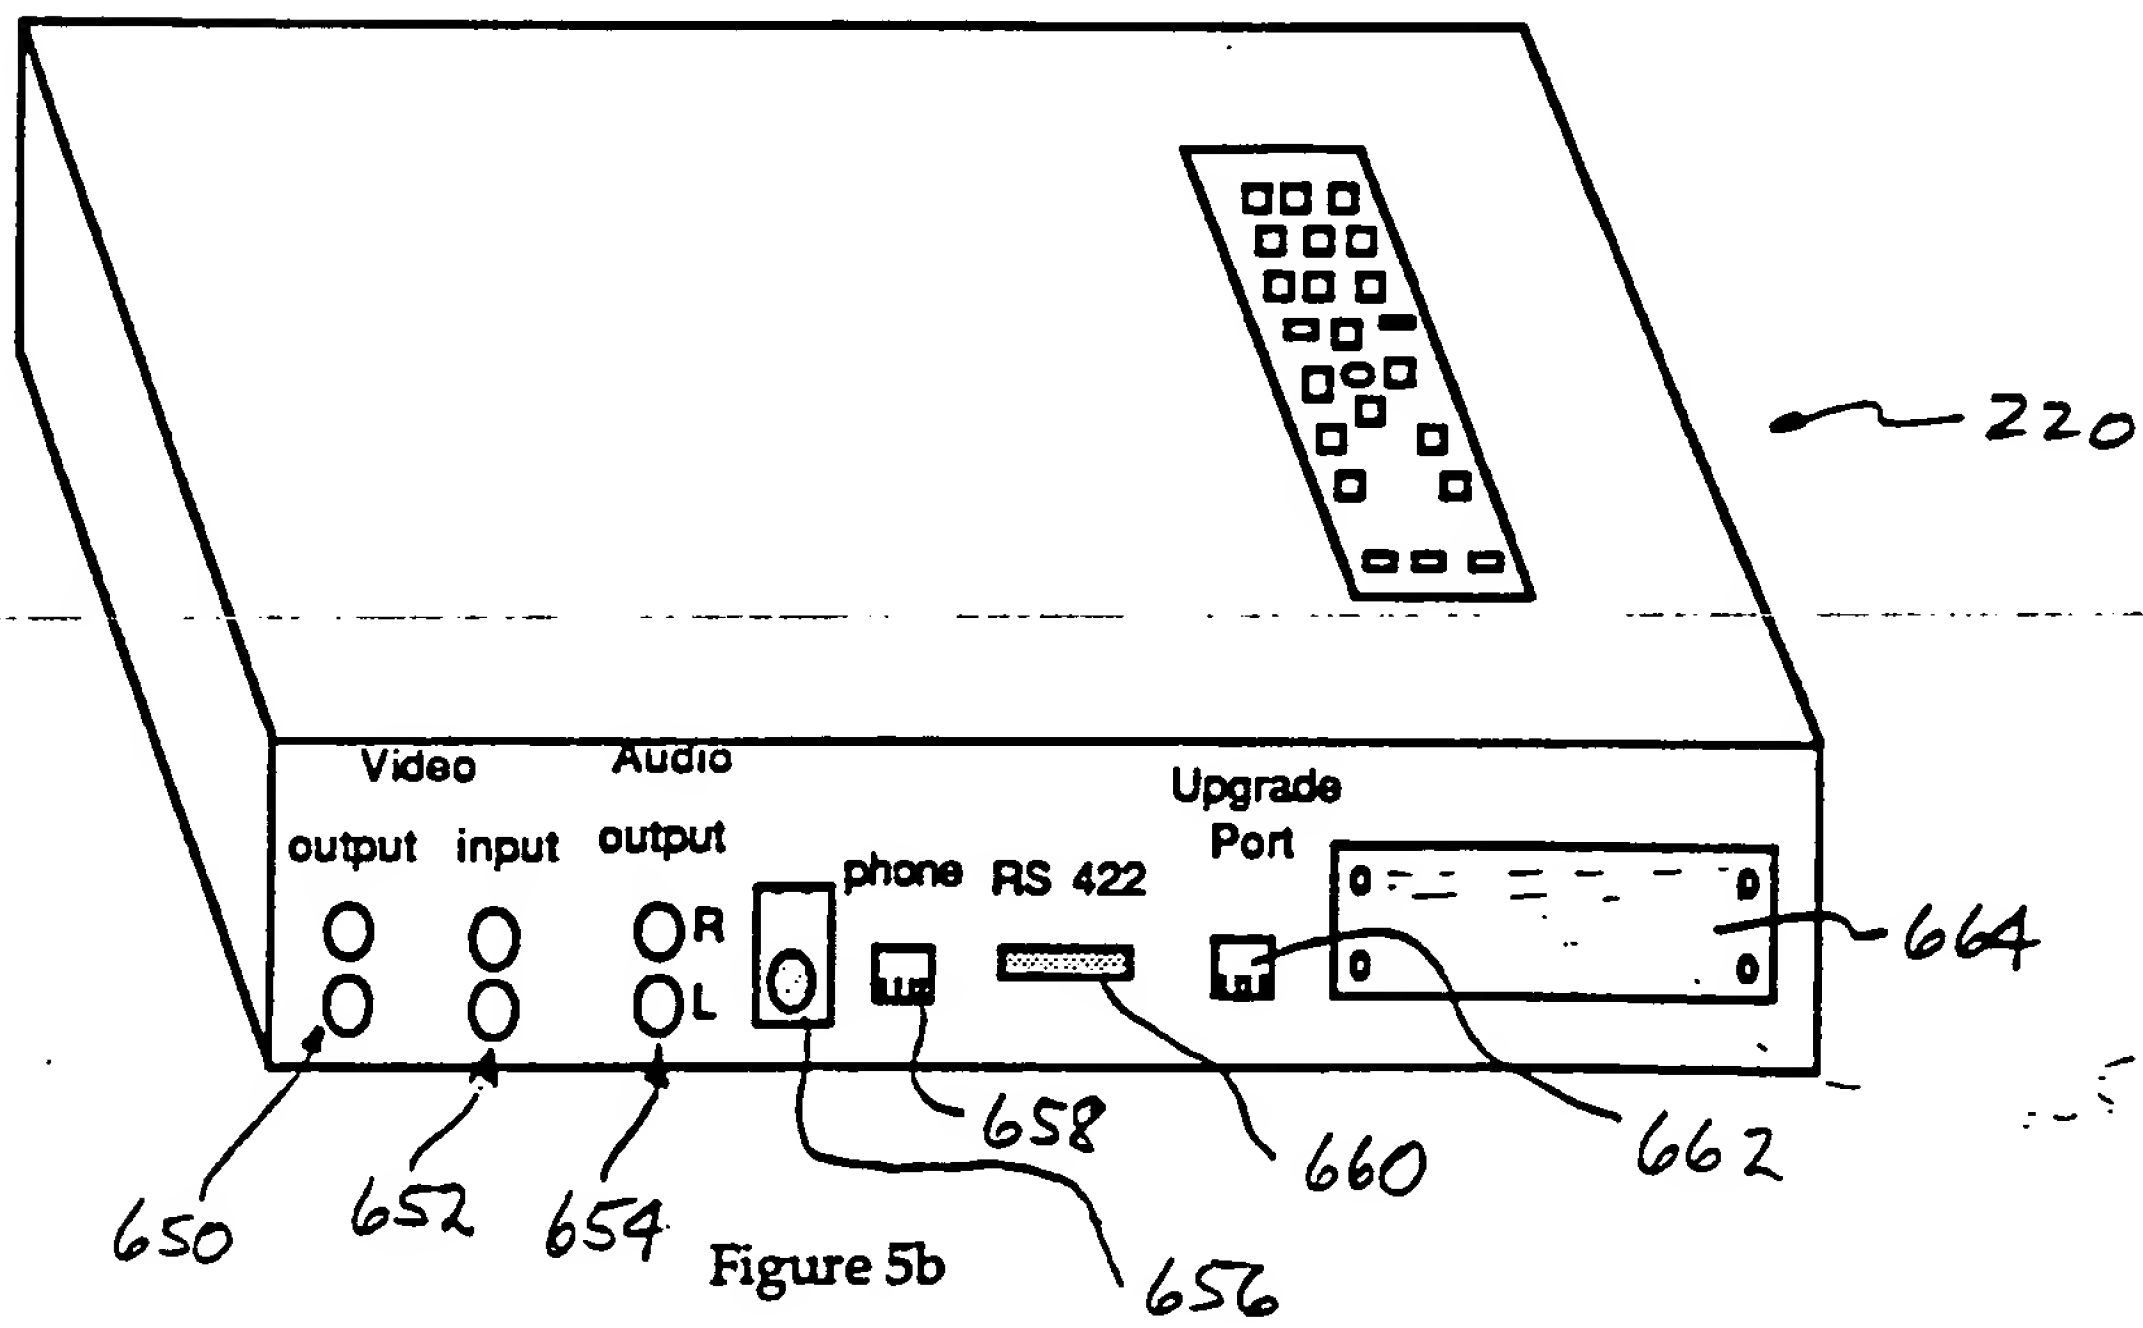 220
Video Audio
output input output
Upgrade
Port
phone RS 422
R
L
664
658
660
662
650
652
654
656
Figure 5b